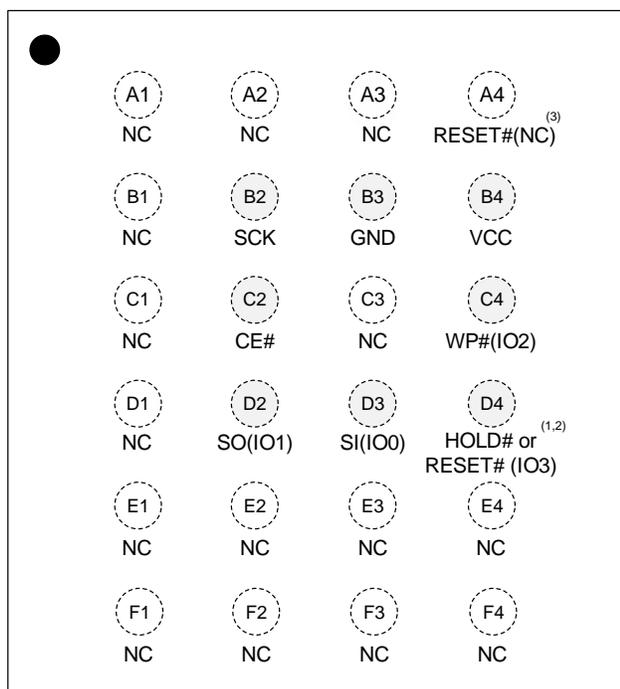 A1 A2 A3 A4
(3)
NC NC NC RESET#(NC)
B1 B2 B3 B4
NC SCK GND VCC
C1 C2 C3 C4
NC CE# NC WP#(IO2)
D1 D2 D3 D4
(1,2)
NC SO(IO1) SI(IO0) HOLD# or
RESET# (IO3)
E1 E2 E3 E4
NC NC NC NC
F1 F2 F3 F4
NC NC NC NC